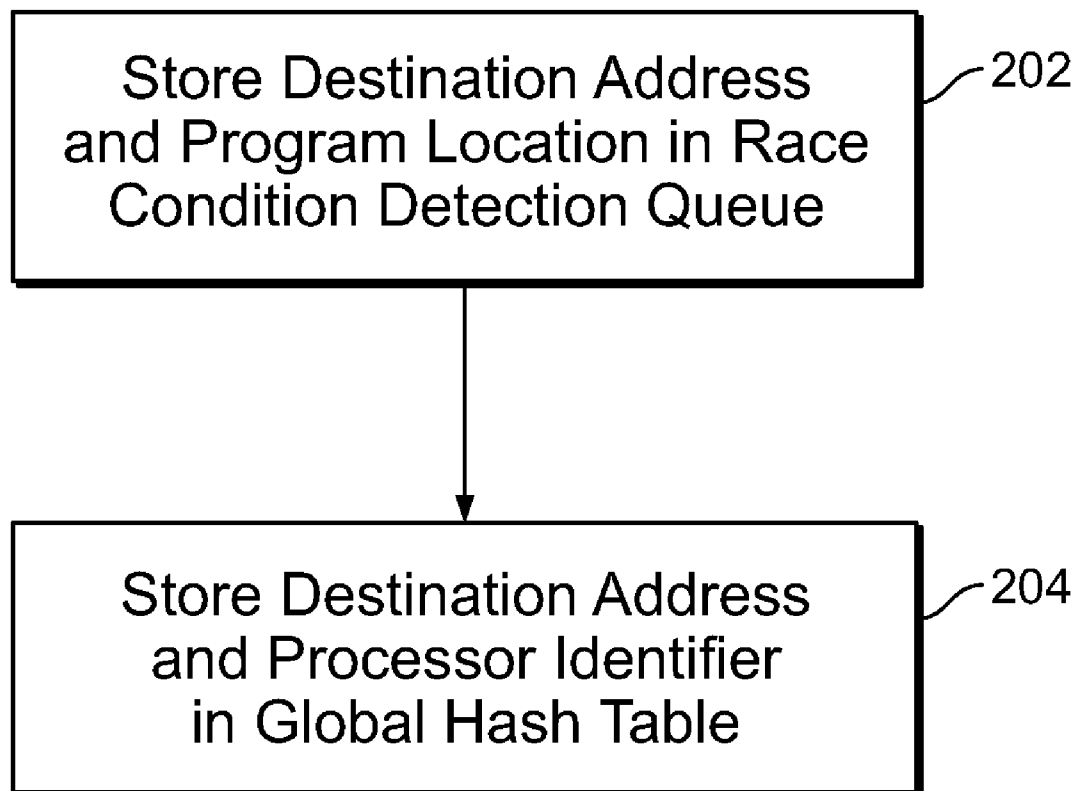 Store Destination Address
and Program Location in Race
Condition Detection Queue
202
Store Destination Address
and Processor Identifier
in Global Hash Table
204